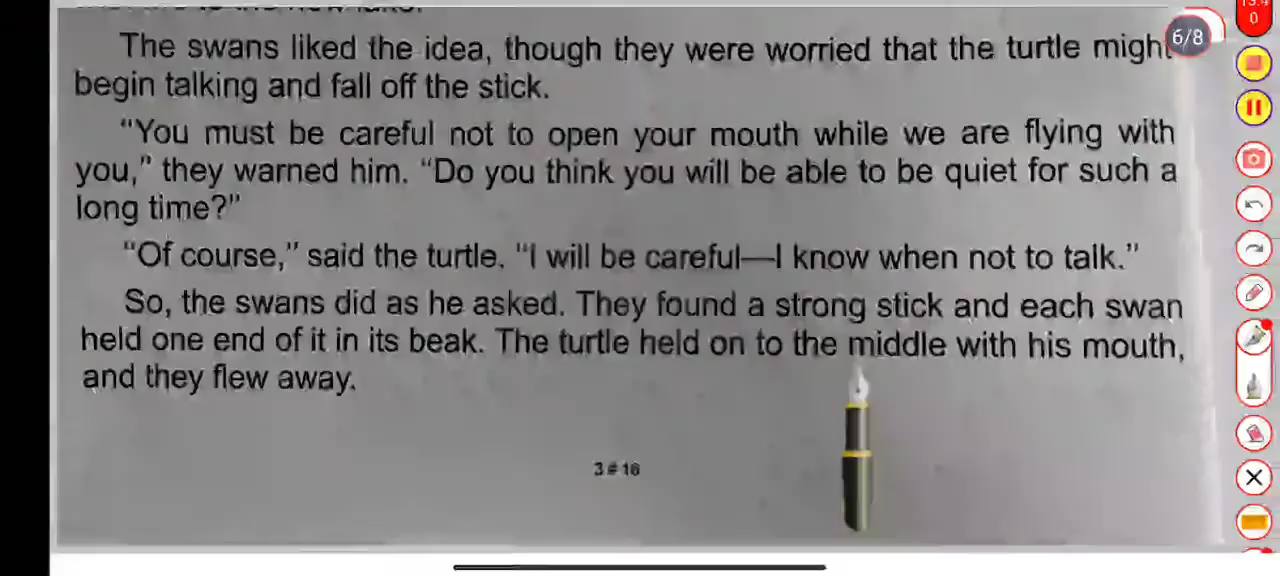 The swans liked the idea, though they were worried that the turtle might
begin talking and fall off the stick.
"You must be careful not to open your mouth while we are flying with
you," they warned him. "Do you think you will be able to be quiet for such a
long time?"
"Of course," said the turtle. "I will be careful—I know when not to talk."
So, the swans did as he asked. They found a strong stick and each swan
held one end of it in its beak. The turtle held on to the middle with his mouth,
and they flew away.
3#16
6/8